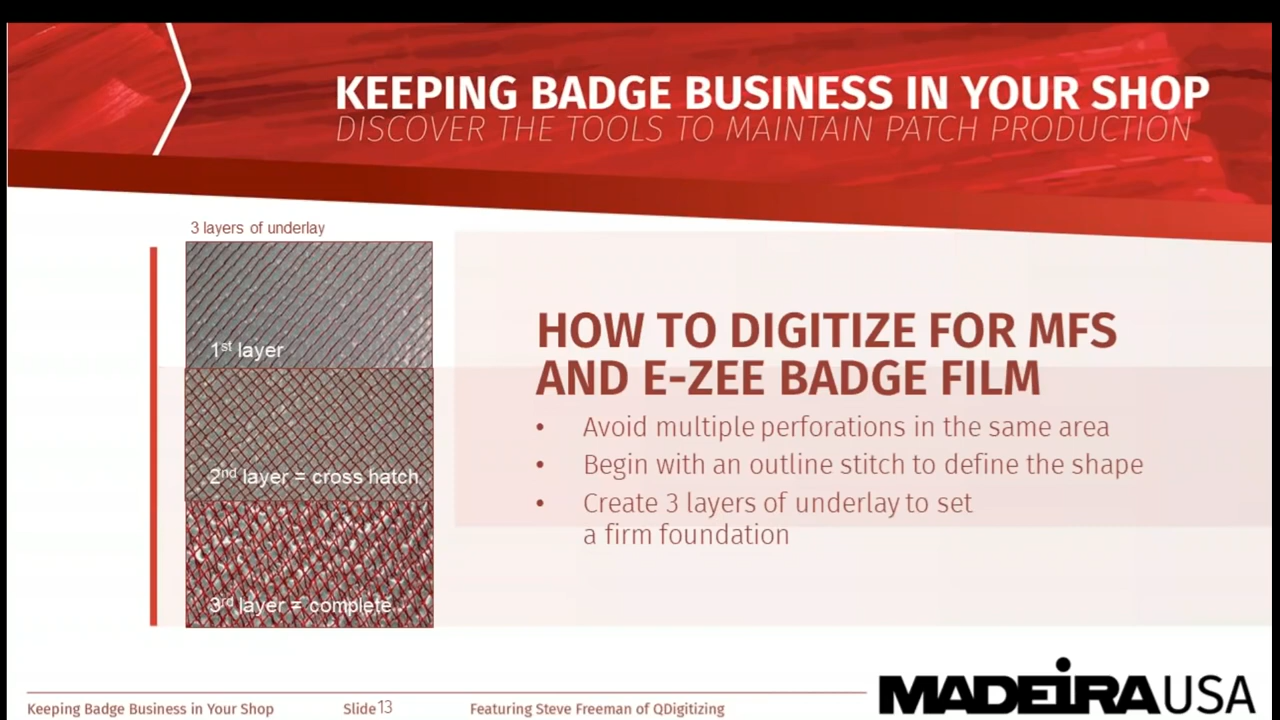 KEEPING BADGE BUSINESS IN YOUR SHOP
DISCOVER THE TOOLS TO MAINTAIN PATCH PRODUCTION
3 layers of underlay
1st layer
2nd layer = cross hatch
3rd layer = complete
HOW TO DIGITIZE FOR MFS
AND E-ZEE BADGE FILM
• Avoid multiple perforations in the same area
• Begin with an outline stitch to define the shape
• Create 3 layers of underlay to set
a firm foundation
Keeping Badge Business in Your Shop Slide 13 Featuring Steve Freeman of QDigitizing
MADEIRA USA